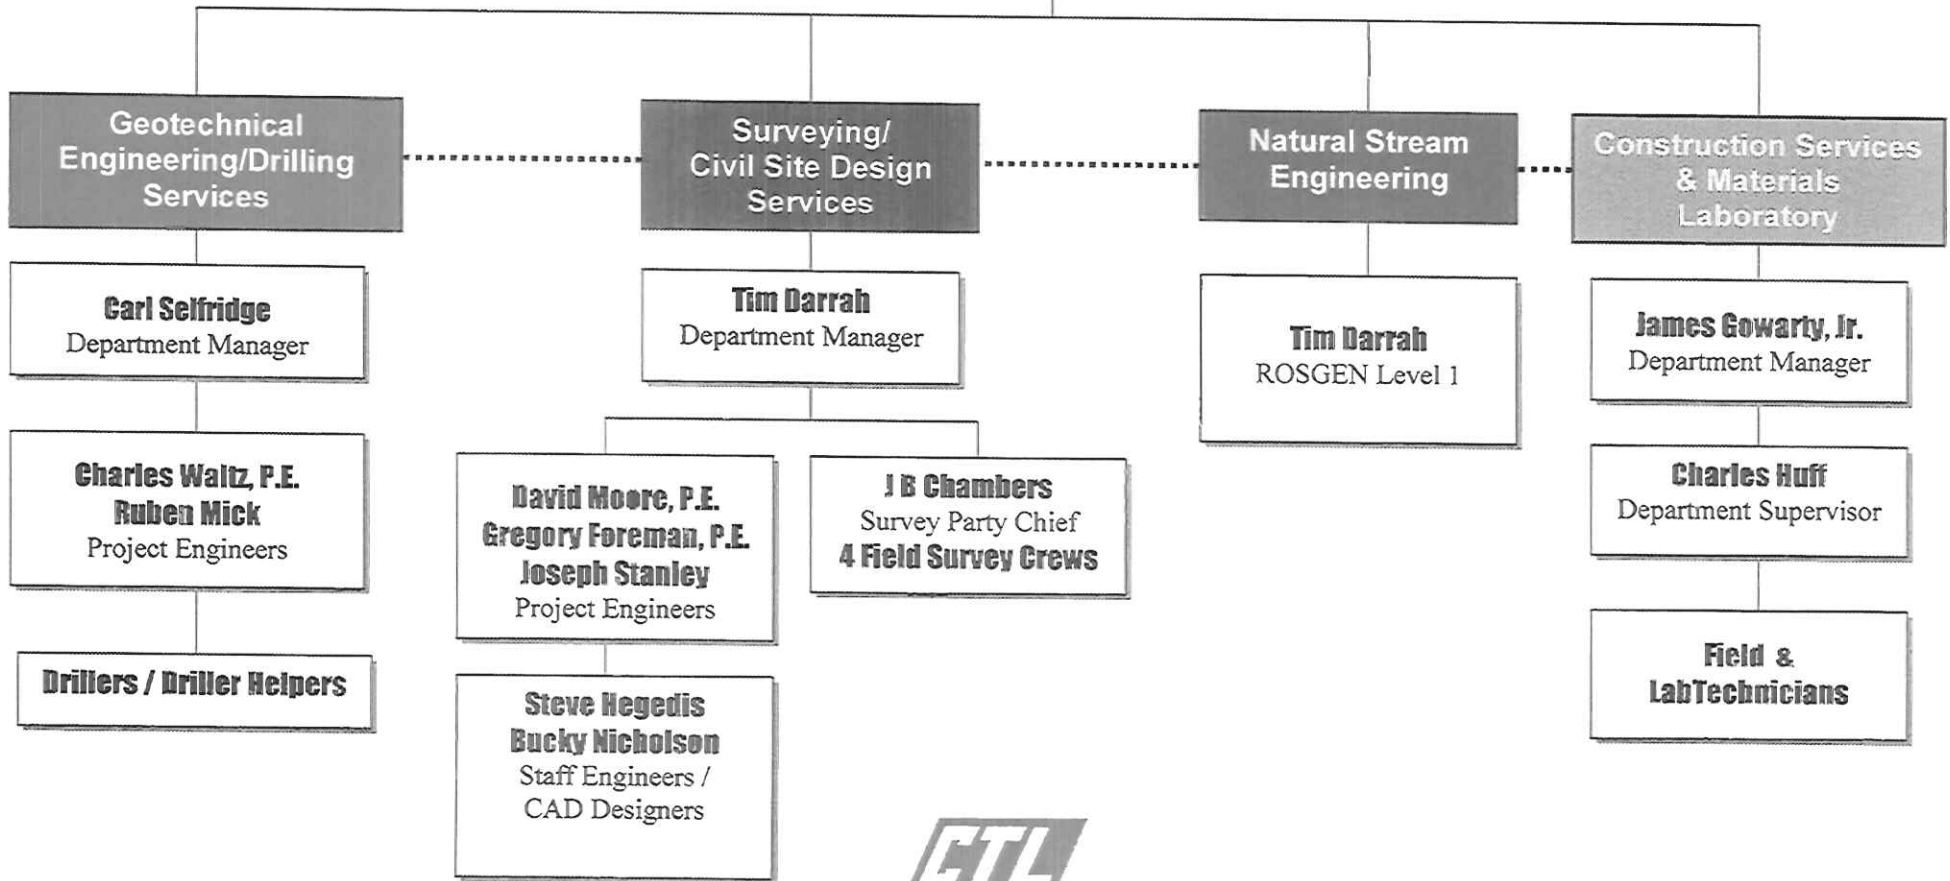 Geotechnical
Engineering/Drilling
Services
Surveying/
Civil Site Design
Services
Natural Stream
Engineering
Construction Services
& Materials
Laboratory
Carl Selfridge
Department Manager
Charles Waltz, P.E.
Ruben Mick
Project Engineers
Drillers / Driller Helpers
Tim Darrah
Department Manager
David Moore, P.E.
Gregory Foreman, P.E.
Joseph Stanley
Project Engineers
Steve Hegedis
Bucky Nicholson
Staff Engineers /
CAD Designers
J B Chambers
Survey Party Chief
4 Field Survey Crews
Tim Darrah
ROSGEN Level 1
James Gowarty, Jr.
Department Manager
Charles Huff
Department Supervisor
Field &
LabTechnicians
CTL